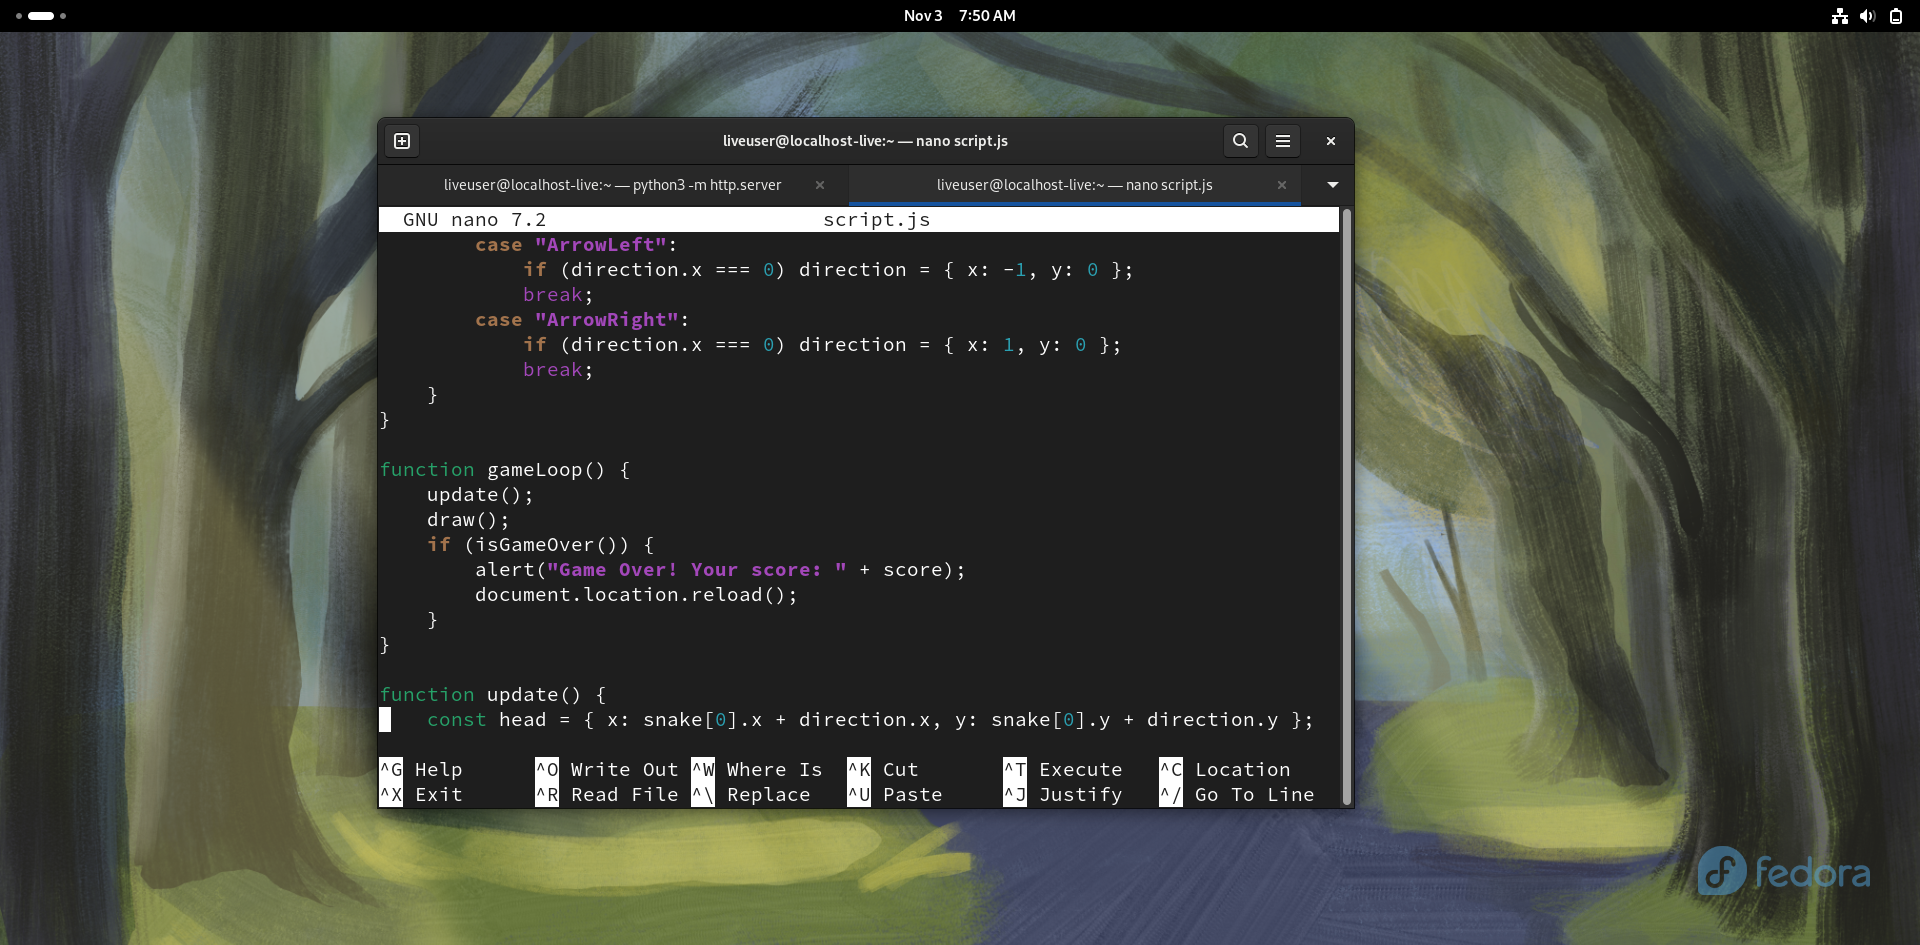 Nov 3 7:50 AM
liveuser@localhost-live:~ — nano script.js
liveuser@localhost-live:~ — python3 -m http.server
liveuser@localhost-live:~ — nano script.js
GNU nano 7.2 script.js
        case "ArrowLeft":
            if (direction.x === 0) direction = { x: -1, y: 0 };
            break;
        case "ArrowRight":
            if (direction.x === 0) direction = { x: 1, y: 0 };
            break;
    }
}
function gameLoop() {
    update();
    draw();
    if (isGameOver()) {
        alert("Game Over! Your score: " + score);
        document.location.reload();
    }
}
function update() {
    const head = { x: snake[0].x + direction.x, y: snake[0].y + direction.y };
^G Help ^O Write Out ^W Where Is ^K Cut ^T Execute ^C Location
^X Exit ^R Read File ^\ Replace ^U Paste ^J Justify ^/ Go To Line
fedora